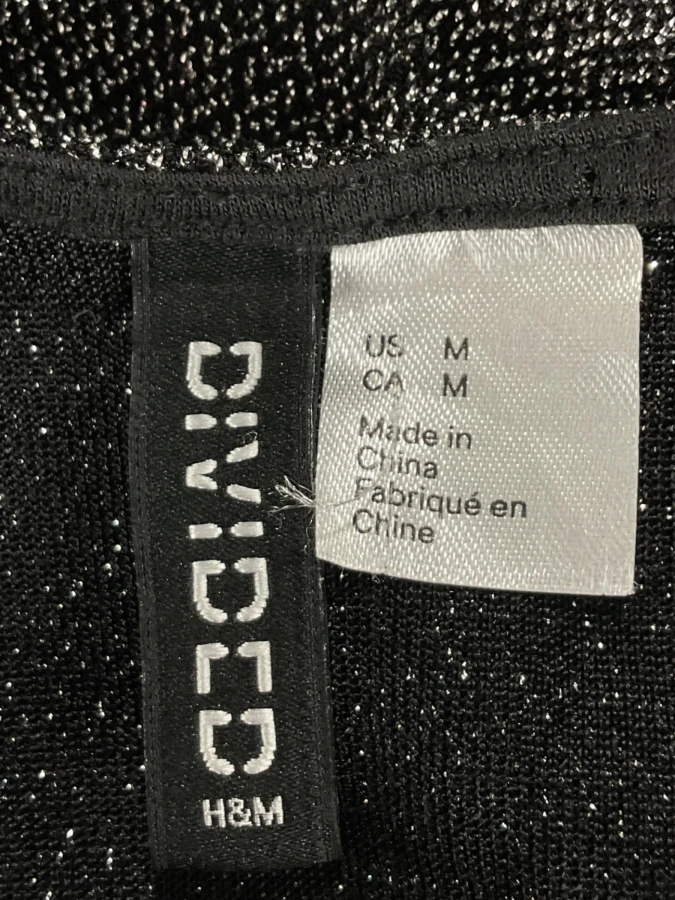 DIVIDED
H&M
US M
CA M
Made in
China
Fabriqué en
Chine